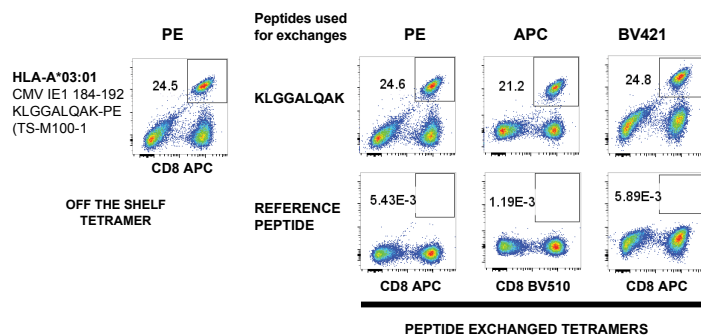 Peptides used
for exchanges
PE
PE
APC
BV421
HLA-A*03:01
CMV IE1 184-192
KLGGALQAK-PE
(TS-M100-1
24.5
CD8 APC
KLGGALQAK
24.6
21.2
24.8
OFF THE SHELF
TETRAMER
REFERENCE
PEPTIDE
5.43E-3
1.19E-3
5.89E-3
CD8 APC
CD8 BV510
CD8 APC
PEPTIDE EXCHANGED TETRAMERS